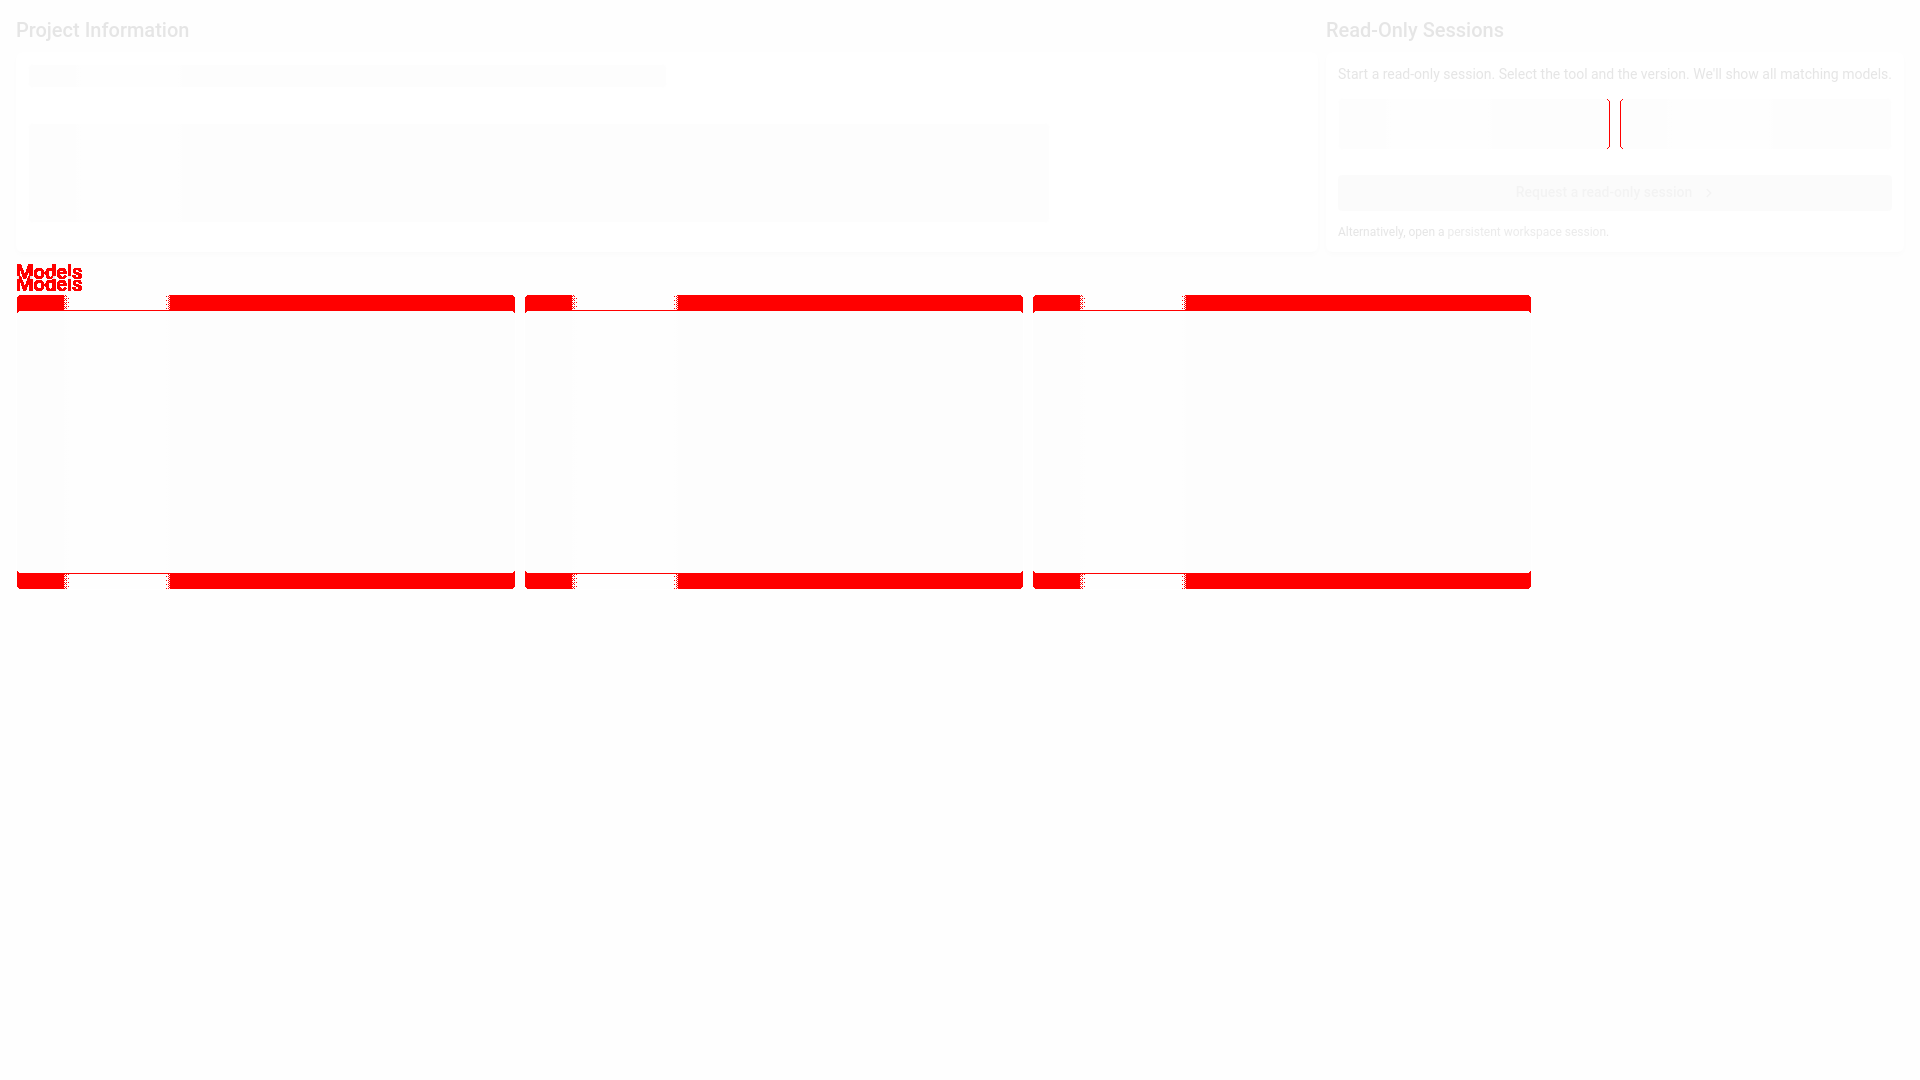 Project Information
Read-Only Sessions
Start a read-only session. Select the tool and the version. We'll show all matching models.
Request a read-only session >
Alternatively, open a persistent workspace session.
Models
Models